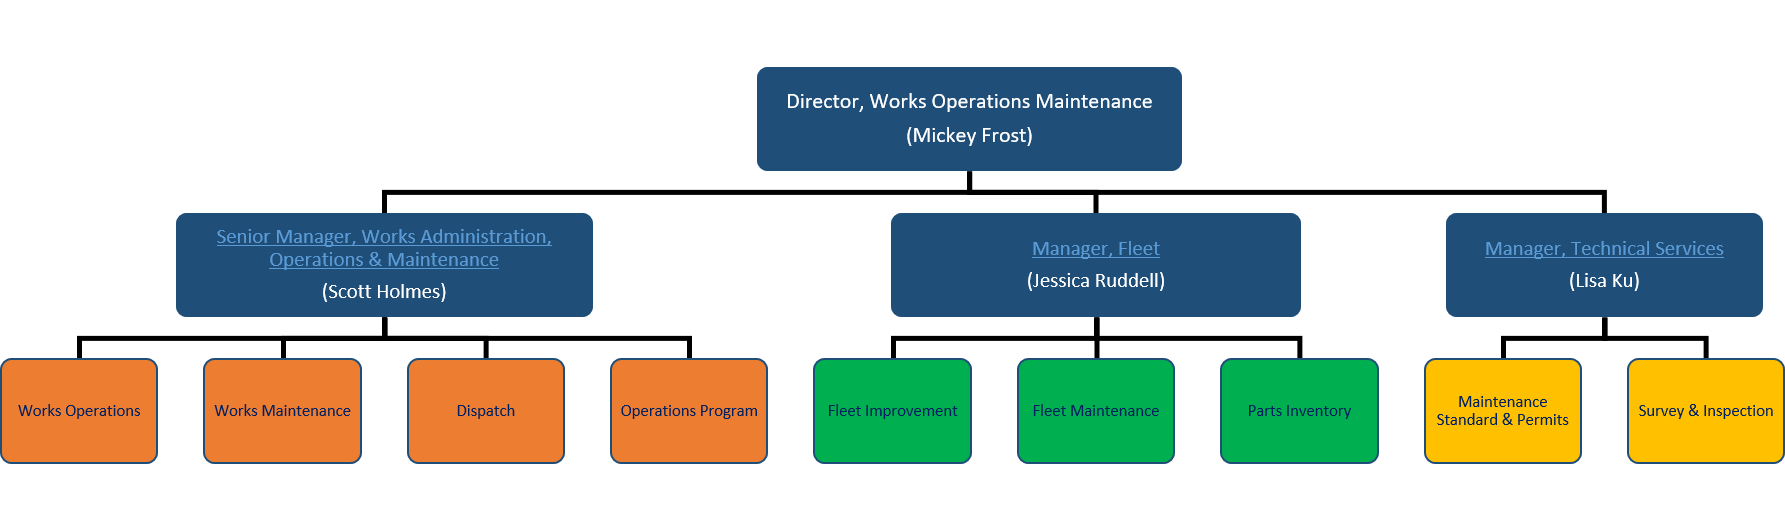 Director, Works Operations Maintenance
(Mickey Frost)
Senior Manager, Works Administration,
Operations & Maintenance
(Scott Holmes)
Manager, Fleet
(Jessica Ruddell)
Manager, Technical Services
(Lisa Ku)
Works Operations
Works Maintenance
Dispatch
Operations Program
Fleet Improvement
Fleet Maintenance
Parts Inventory
Maintenance
Standard & Permits
Survey & Inspection